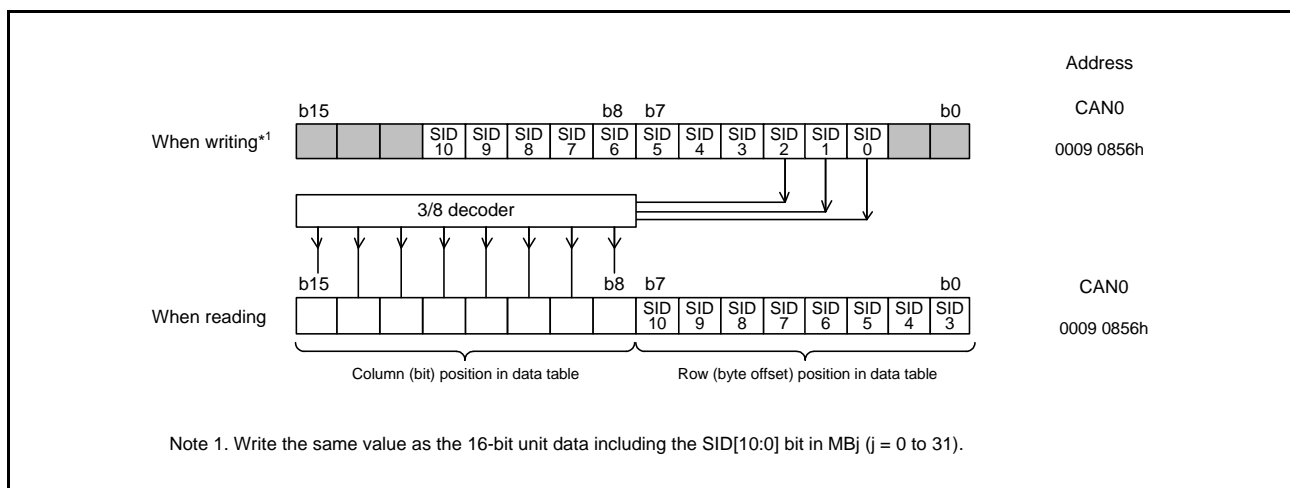 Address
b15 b8 b7 b0 CAN0
When writing*1 SID 10 SID 9 SID 8 SID 7 SID 6 SID 5 SID 4 SID 3 SID 2 SID 1 SID 0 0009 0856h
3/8 decoder
b15 b8 b7 b0 CAN0
When reading SID 10 SID 9 SID 8 SID 7 SID 6 SID 5 SID 4 SID 3 0009 0856h
Column (bit) position in data table Row (byte offset) position in data table
Note 1. Write the same value as the 16-bit unit data including the SID[10:0] bit in MBj (j = 0 to 31).